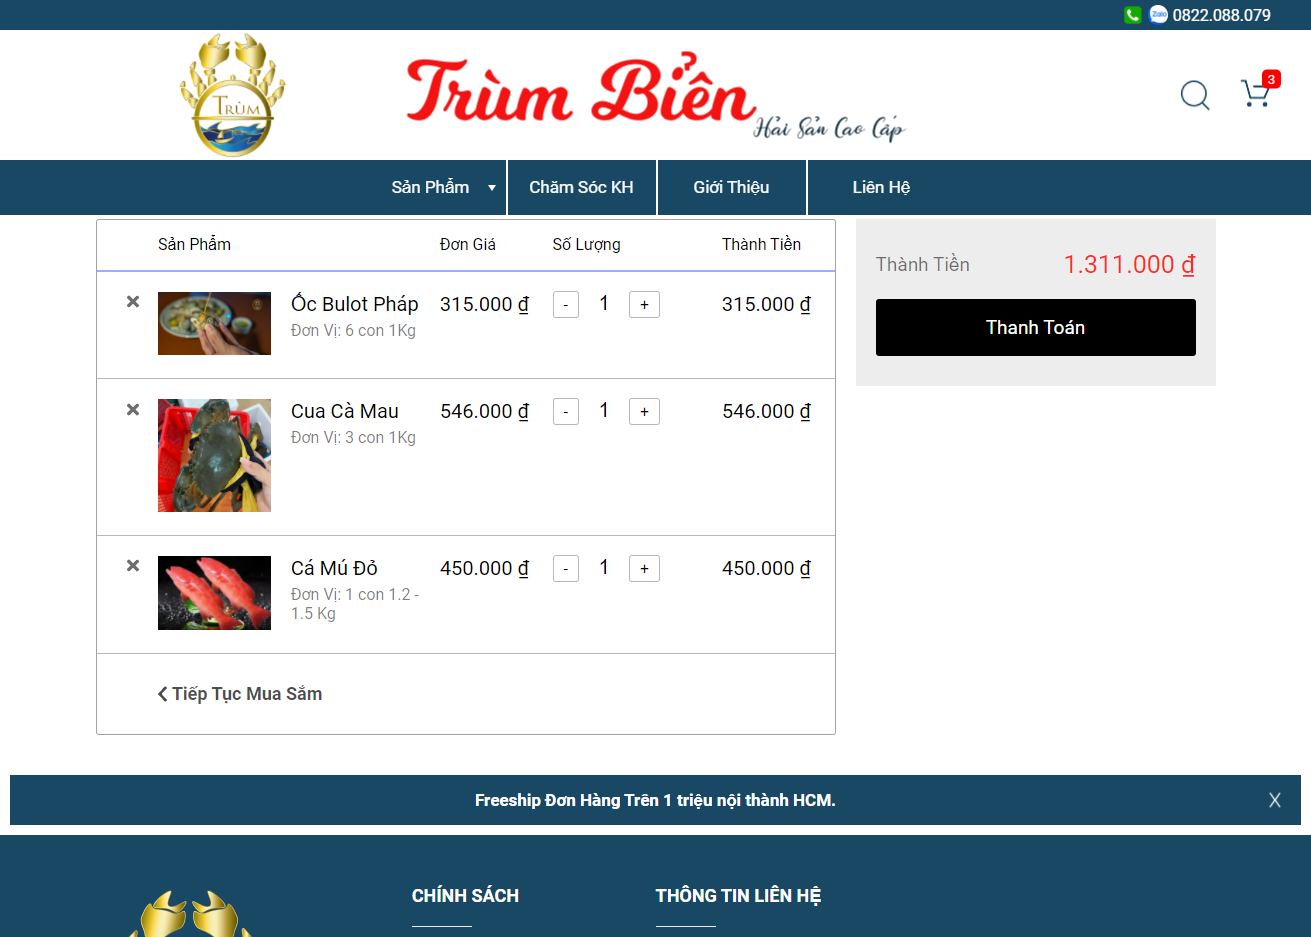 Zalo 0822.088.079
TRÙM
Trùm Biển
Hải Sản Cao Cấp
3
Sản Phẩm
Chăm Sóc KH
Giới Thiệu
Liên Hệ
Sản Phẩm Đơn Giá Số Lượng Thành Tiền
Ốc Bulot Pháp 315.000 ₫ - 1 + 315.000 ₫
Đơn Vị: 6 con 1Kg
Cua Cà Mau 546.000 ₫ - 1 + 546.000 ₫
Đơn Vị: 3 con 1Kg
Cá Mú Đỏ 450.000 ₫ - 1 + 450.000 ₫
Đơn Vị: 1 con 1.2 -
1.5 Kg
Tiếp Tục Mua Sắm
Thành Tiền 1.311.000 ₫
Thanh Toán
Freeship Đơn Hàng Trên 1 triệu nội thành HCM. X
CHÍNH SÁCH
THÔNG TIN LIÊN HỆ